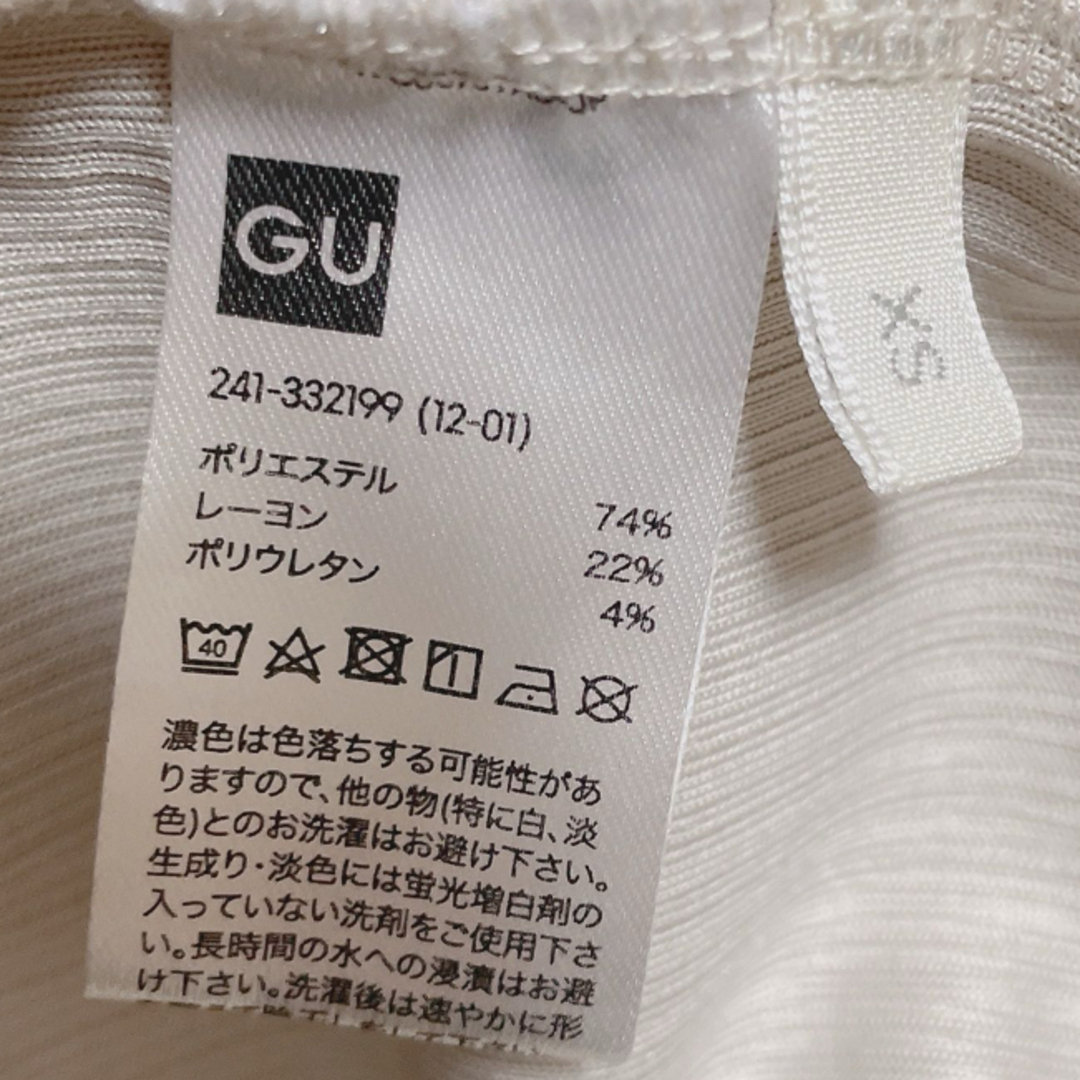 GU
XS
241-332199 (12-01)
ポリエステル 74%
レーヨン 22%
ポリウレタン 4%
40
濃色は色落ちする可能性があ
りますので、他の物(特に白、淡
色)とのお洗濯はお避け下さい。
生成り・淡色には蛍光増白剤の
入っていない洗剤をご使用下さ
い。長時間の水への浸漬はお避
け下さい。洗濯後は速やかに形